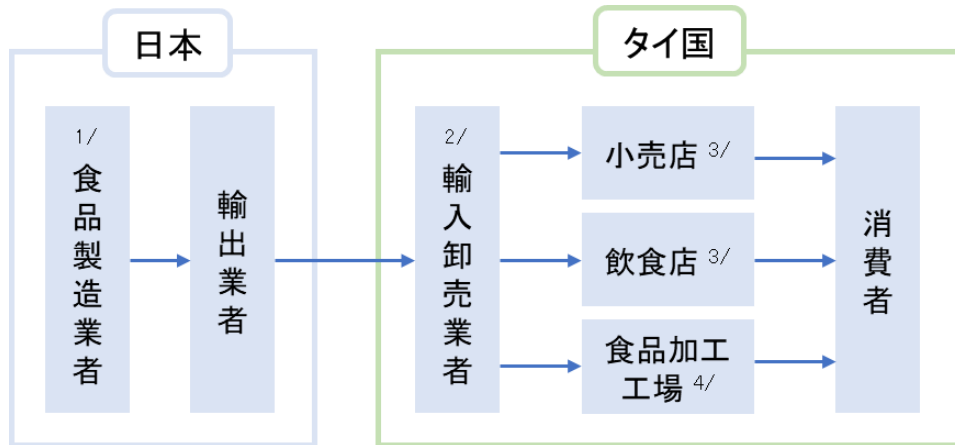 日本
タイ国
1/
食品製造業者
輸出業者
2/
輸入卸売業者
小売店 3/
飲食店 3/
食品加工
工場 4/
消費者